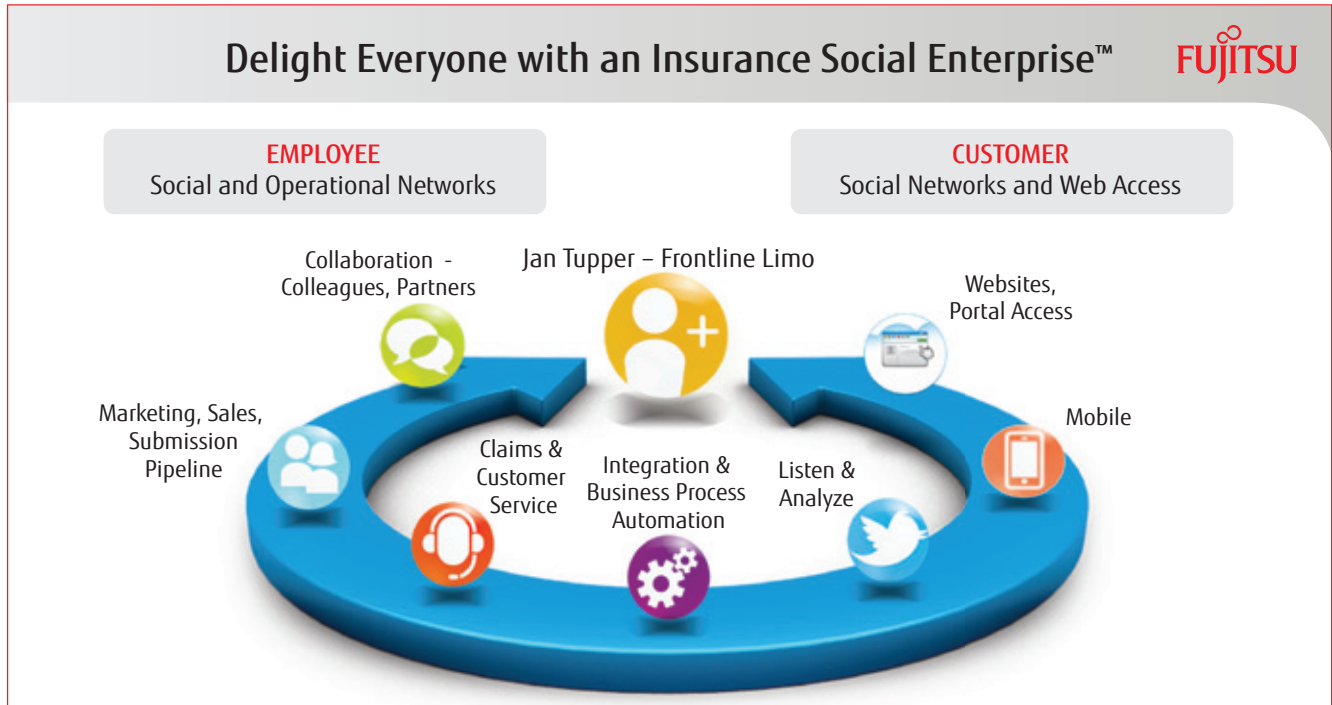 Delight Everyone with an Insurance Social Enterprise™
FUJITSU
EMPLOYEE
Social and Operational Networks
CUSTOMER
Social Networks and Web Access
Collaboration -
Colleagues, Partners
Jan Tupper – Frontline Limo
Websites,
Portal Access
Marketing, Sales,
Submission
Pipeline
Mobile
Claims &
Customer
Service
Integration &
Business Process
Automation
Listen &
Analyze